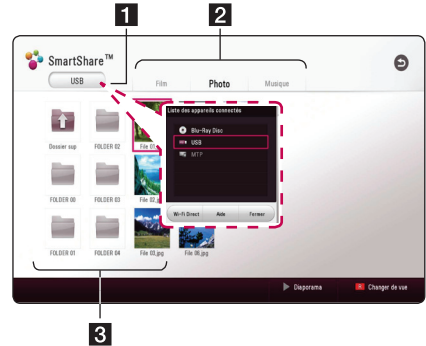 1
2
SmartShare™
USB
Film
Photo
Musique
Liste des appareils connectés
Blu-Ray Disc
USB
MTP
Wi-Fi Direct
Aide
Fermer
Dossier sup
FOLDER 02
File 01
FOLDER 00
FOLDER 03
File 02.jpg
FOLDER 01
FOLDER 04
File 03.jpg
File 06.jpg
Diaporama
Changer de vue
3